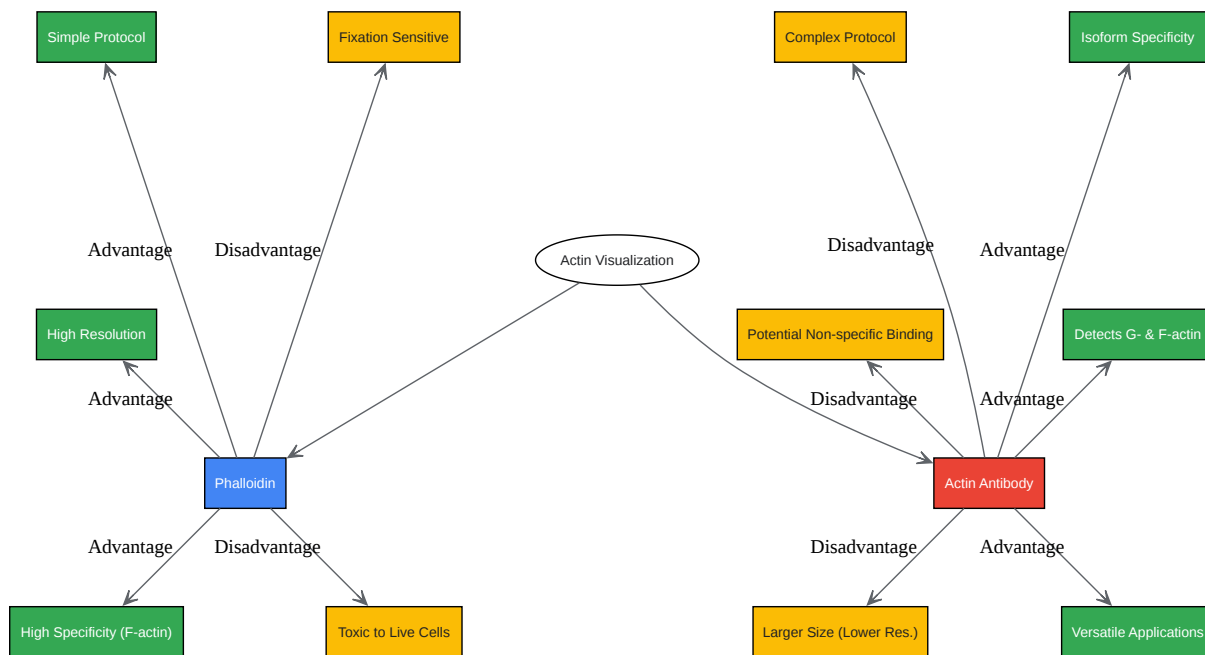 Simple Protocol
Fixation Sensitive
Complex Protocol
Isoform Specificity
Advantage
Disadvantage
Disadvantage
Advantage
Actin Visualization
High Resolution
Potential Non-specific Binding
Detects G- & F-actin
Advantage
Disadvantage
Advantage
Phalloidin
Actin Antibody
Advantage
Disadvantage
Disadvantage
Advantage
High Specificity (F-actin)
Toxic to Live Cells
Larger Size (Lower Res.)
Versatile Applications